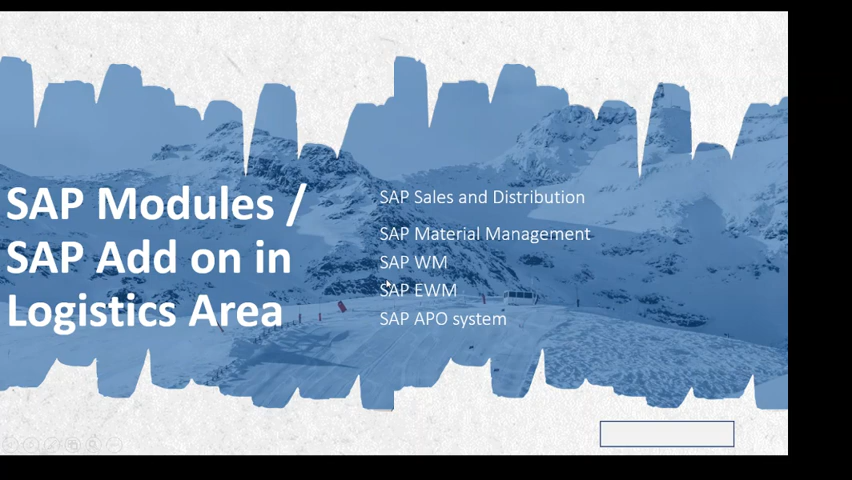 SAP Modules /
SAP Add on in
Logistics Area
SAP Sales and Distribution
SAP Material Management
SAP WM
SAP EWM
SAP APO system